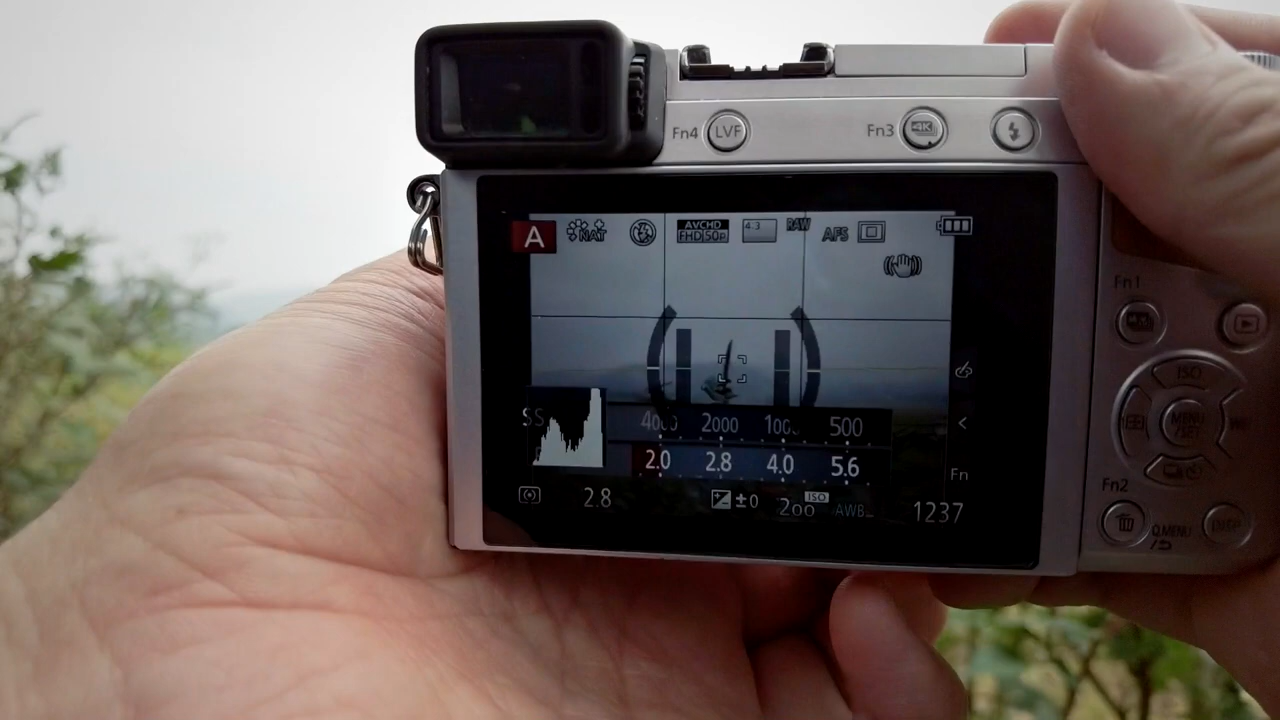 Fn4 LVF Fn3 4K
A NAT AVCHD FHD 50p 4:3 RAW AFS
Fn1
SS 4000 2000 1000 500
2.0 2.8 4.0 5.6
ISO
MENU /SET
Fn
Fn2
2.8 ±0 ISO 200 AWB 1237
Q.MENU
DISP